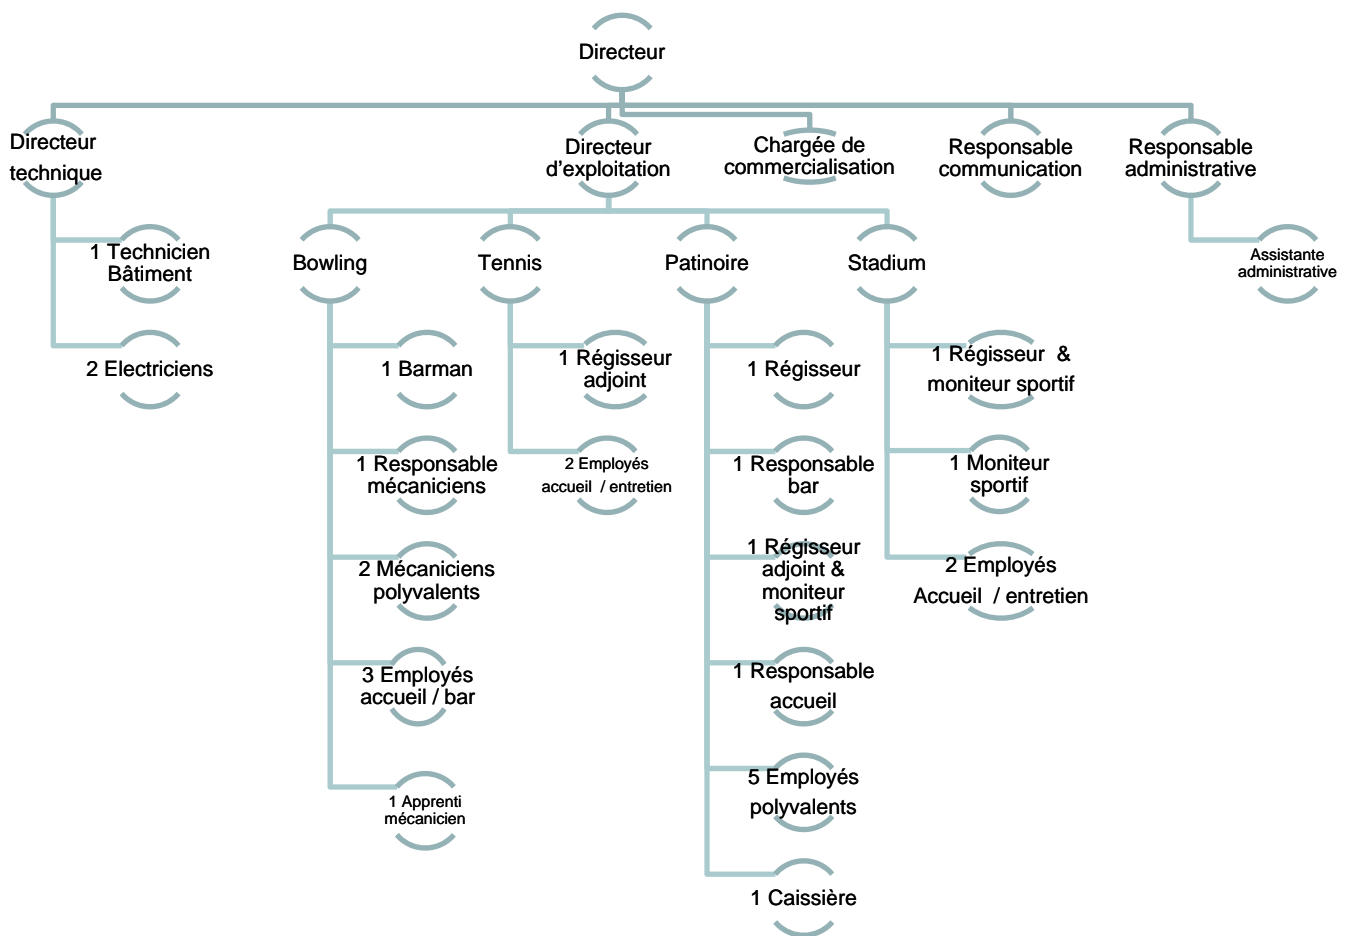 Directeur
Directeur
technique
Directeur
d'exploitation
Chargée de
commercialisation
Responsable
communication
Responsable
administrative
1 Technicien
Bâtiment
2 Electriciens
Bowling
Tennis
Patinoire
Stadium
Assistante
administrative
1 Barman
1 Responsable
mécaniciens
2 Mécaniciens
polyvalents
3 Employés
accueil / bar
1 Apprenti
mécanicien
1 Régisseur
adjoint
2 Employés
accueil / entretien
1 Régisseur
1 Responsable
bar
1 Régisseur
adjoint &
moniteur
sportif
1 Responsable
accueil
5 Employés
polyvalents
1 Caissière
1 Régisseur &
moniteur sportif
1 Moniteur
sportif
2 Employés
Accueil / entretien